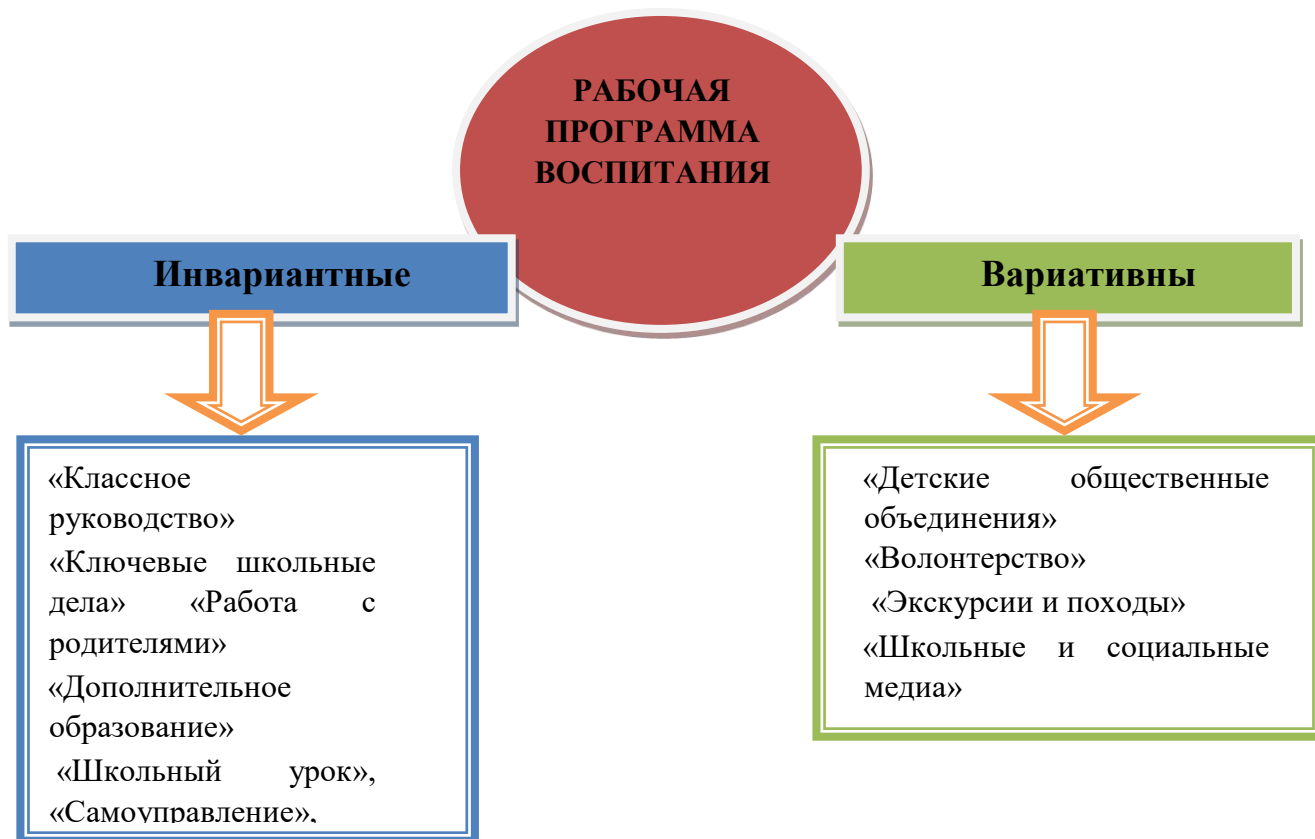 РАБОЧАЯ
ПРОГРАММА
ВОСПИТАНИЯ
Инвариантные
Вариативны
«Классное
руководство»
«Ключевые школьные
дела» «Работа с
родителями»
«Дополнительное
образование»
«Школьный урок»,
«Самоуправление»,
«Детские общественные
объединения»
«Волонтерство»
«Экскурсии и походы»
«Школьные и социальные
медиа»